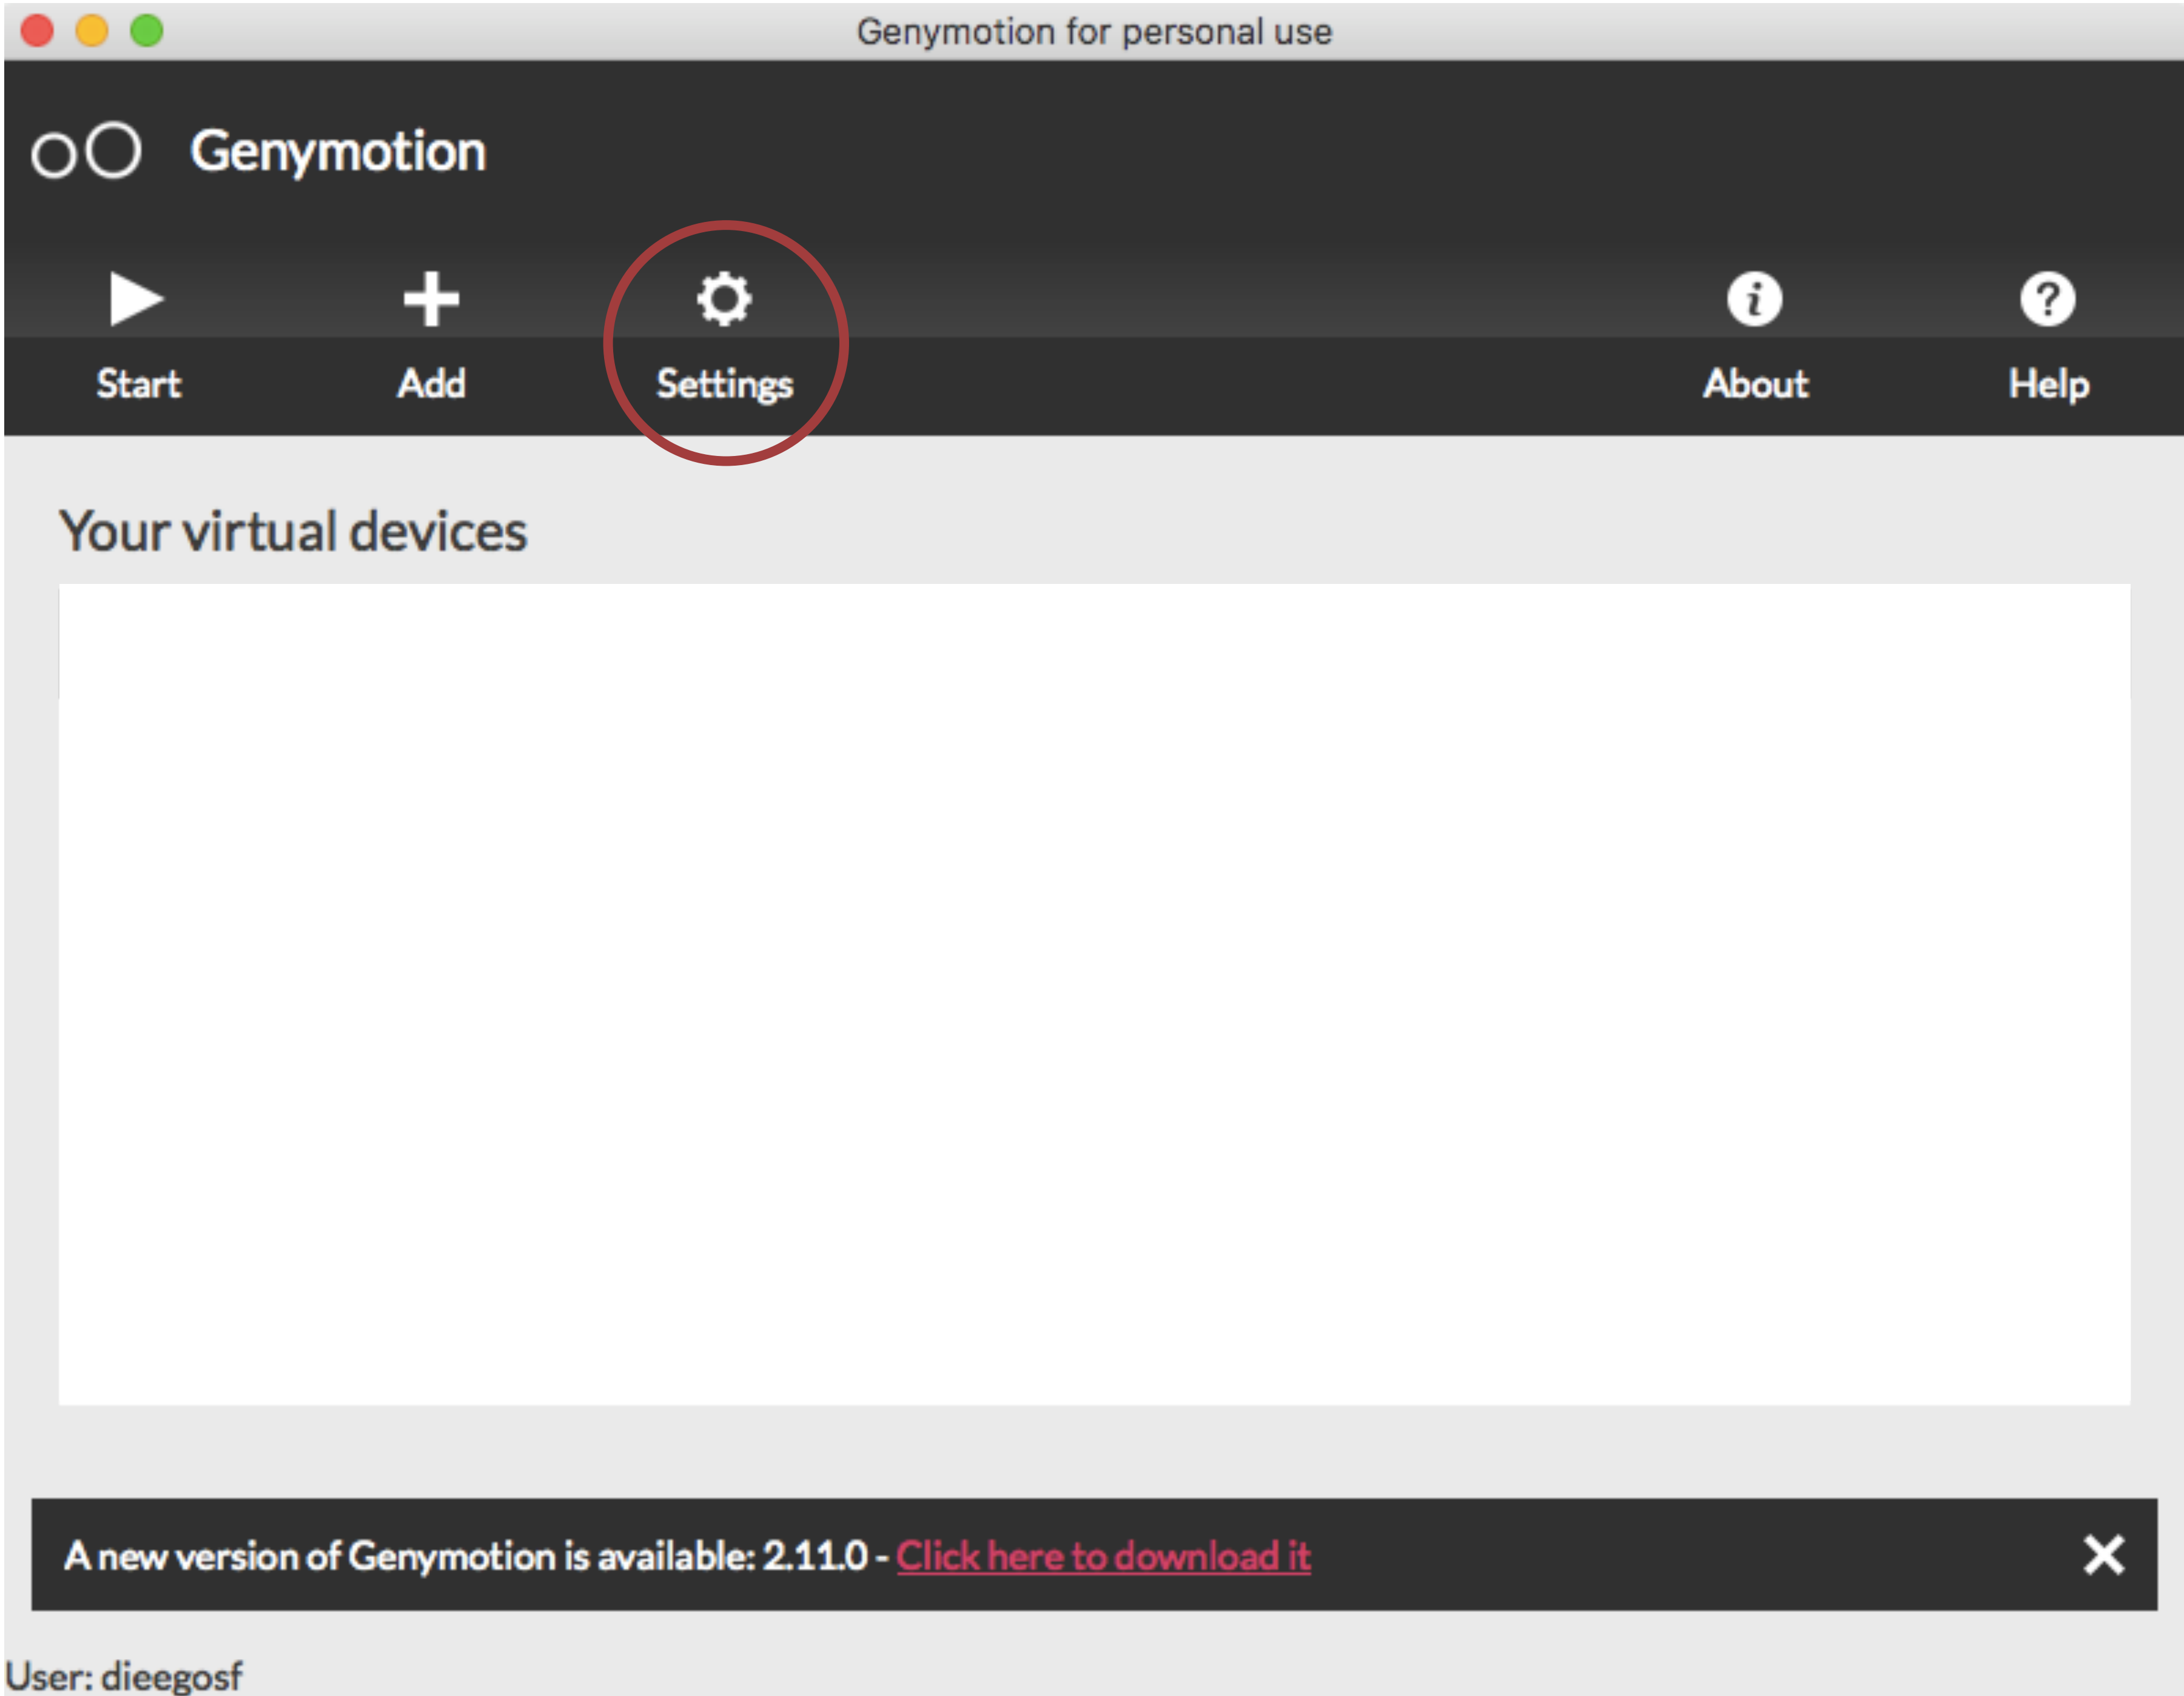 Genymotion for personal use
Genymotion
Start Add Settings About Help
Your virtual devices
A new version of Genymotion is available: 2.11.0 - Click here to download it
User: dieegosf